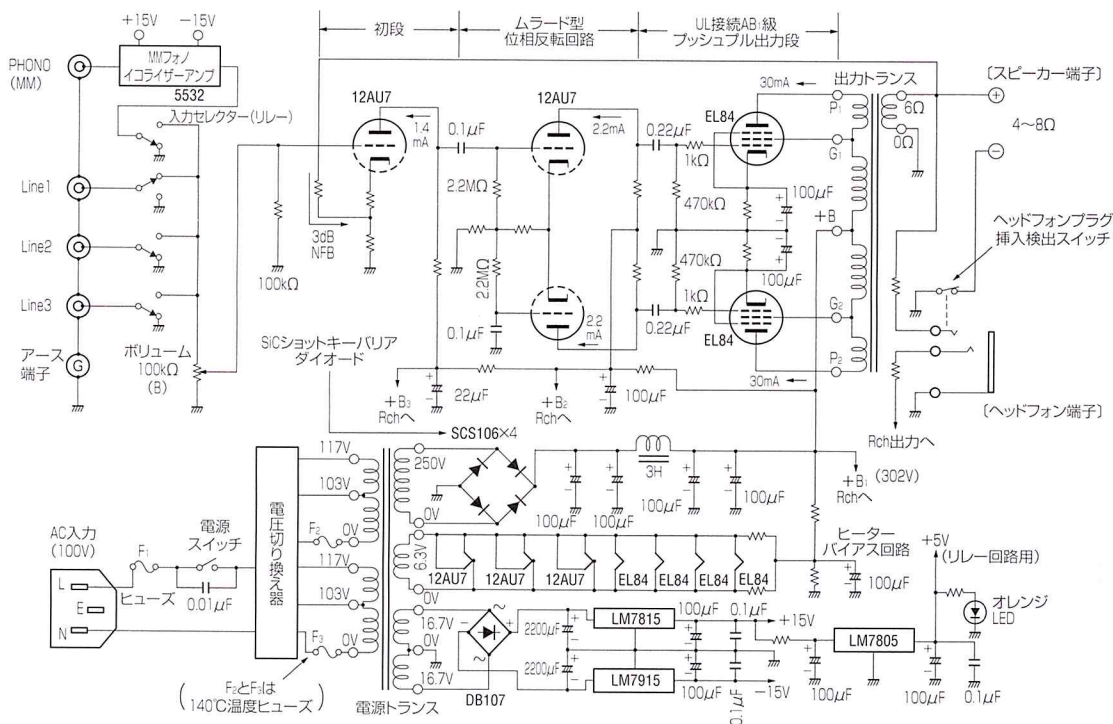 初段
ムラード型
位相反転回路
UL接続AB₁級
プッシュプル出力段
+15V
-15V
PHONO
(MM)
MMフォノ
イコライザーアンプ
5532
入力セレクター(リレー)
Line1
Line2
Line3
アース
端子
G
ボリューム
100kΩ
(B)
100kΩ
3dB
NFB
12AU7
1.4
mA
0.1μF
2.2MΩ
2.2MΩ
0.1μF
12AU7
2.2mA
2.2
mA
0.22μF
0.22μF
1kΩ
470kΩ
470kΩ
1kΩ
EL84
EL84
30mA
30mA
100μF
100μF
出力トランス
P₁
G₁
+B
G₂
P₂
6Ω
0Ω
〔スピーカー端子〕
+
4〜8Ω
−
ヘッドフォンプラグ
挿入検出スイッチ
〔ヘッドフォン端子〕
Rch出力へ
SiCショットキーバリア
ダイオード
+B₃
Rchへ
22μF
+B₂
Rchへ
100μF
SCS106×4
3H
100μF
100μF
100μF
100μF
+B₁
Rchへ
(302V)
AC入力
(100V)
L
E
N
F₁
ヒューズ
電源
スイッチ
0.01μF
電圧切り換え器
117V
103V
F₂
0V
117V
103V
F₃
0V
(F₂とF₃は
140℃温度ヒューズ)
電源トランス
250V
0V
6.3V
0V
16.7V
0V
16.7V
12AU7
12AU7
12AU7
EL84
EL84
EL84
EL84
ヒーター
バイアス回路
100μF
DB107
2200μF
2200μF
LM7815
LM7915
100μF
0.1μF
100μF
0.1μF
+15V
-15V
100μF
LM7805
+5V
(リレー回路用)
オレンジ
LED
100μF
0.1μF